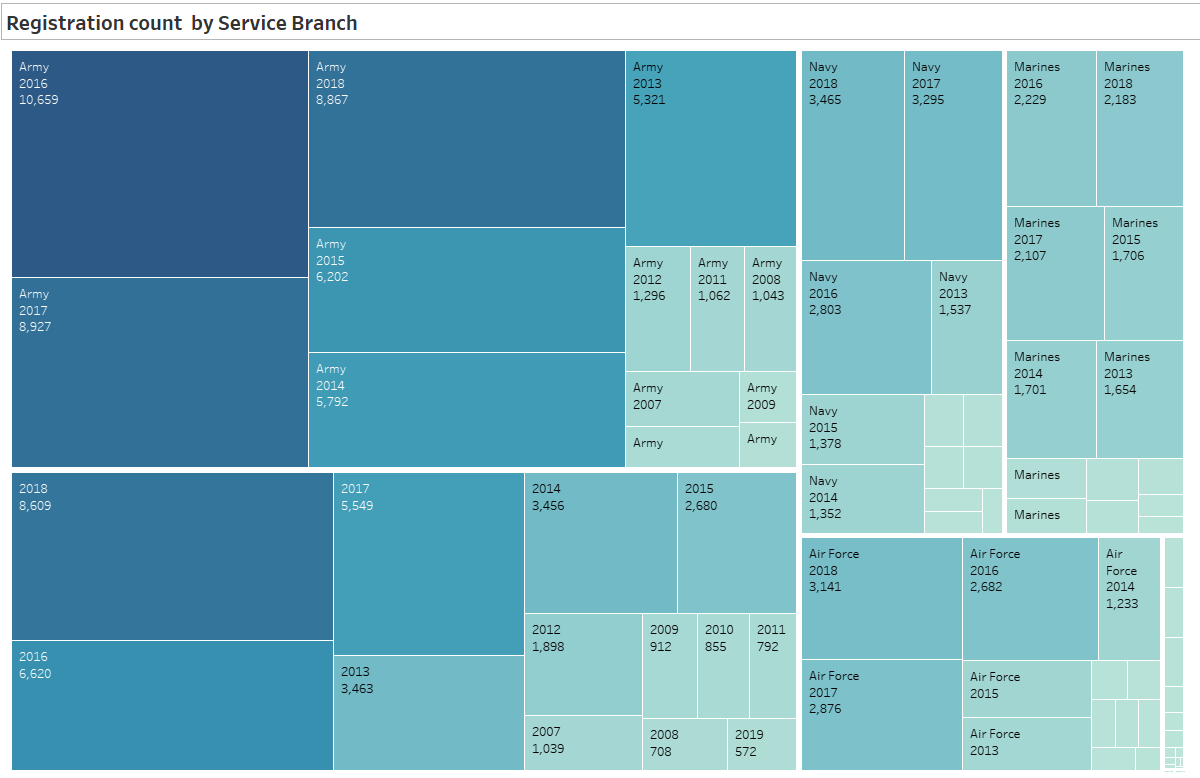 Registration count  by Service Branch
Army
2016
10,659
Army
2017
8,927
Army
2018
8,867
Army
2015
6,202
Army
2014
5,792
Army
2013
5,321
Army
2012
1,296
Army
2011
1,062
Army
2008
1,043
Army
2007
Army
2009
Army
Army
2018
8,609
2016
6,620
2017
5,549
2013
3,463
2014
3,456
2015
2,680
2012
1,898
2007
1,039
2009
912
2010
855
2011
792
2008
708
2019
572
Navy
2018
3,465
Navy
2017
3,295
Navy
2016
2,803
Navy
2013
1,537
Navy
2015
1,378
Navy
2014
1,352
Marines
2016
2,229
Marines
2018
2,183
Marines
2017
2,107
Marines
2015
1,706
Marines
2014
1,701
Marines
2013
1,654
Marines
Marines
Air Force
2018
3,141
Air Force
2017
2,876
Air Force
2016
2,682
Air
Force
2014
1,233
Air Force
2015
Air Force
2013